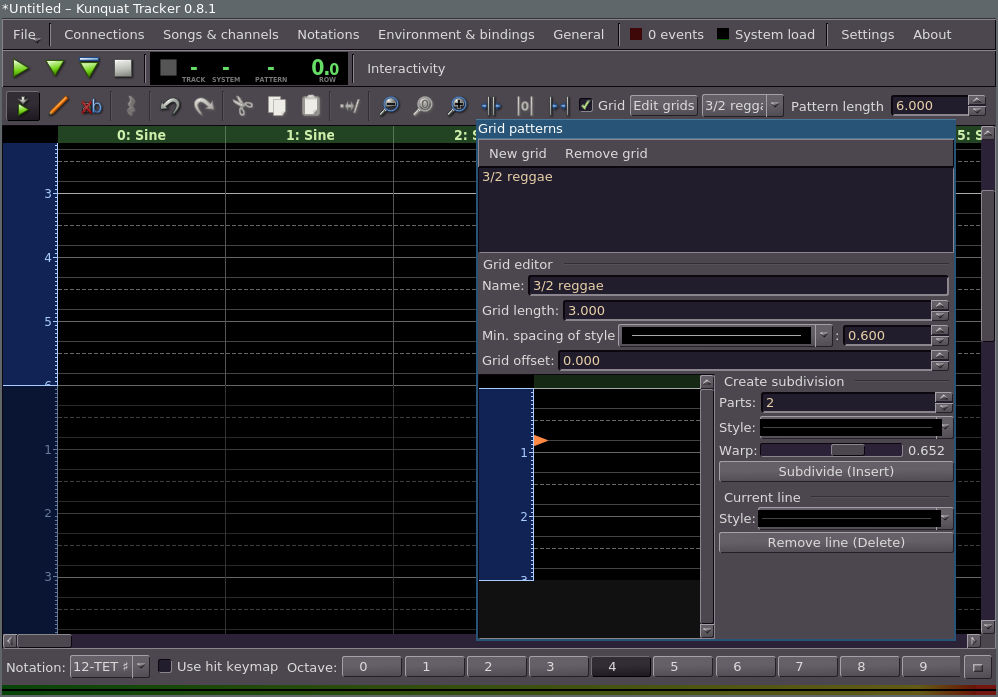 *Untitled – Kunquat Tracker 0.8.1
File Connections Songs & channels Notations Environment & bindings General 0 events System load Settings About
- - - 0.0
TRACK SYSTEM PATTERN ROW
Interactivity
ab Grid Edit grids 3/2 regga Pattern length 6.000
0: Sine 1: Sine 2: S 5: S
3
4
5
6
1
2
3
Grid patterns
New grid Remove grid
3/2 reggae
Grid editor
Name: 3/2 reggae
Grid length: 3.000
Min. spacing of style : 0.600
Grid offset: 0.000
1
2
3
Create subdivision
Parts: 2
Style:
Warp: 0.652
Subdivide (Insert)
Current line
Style:
Remove line (Delete)
Notation: 12-TET ♯ Use hit keymap Octave: 0 1 2 3 4 5 6 7 8 9